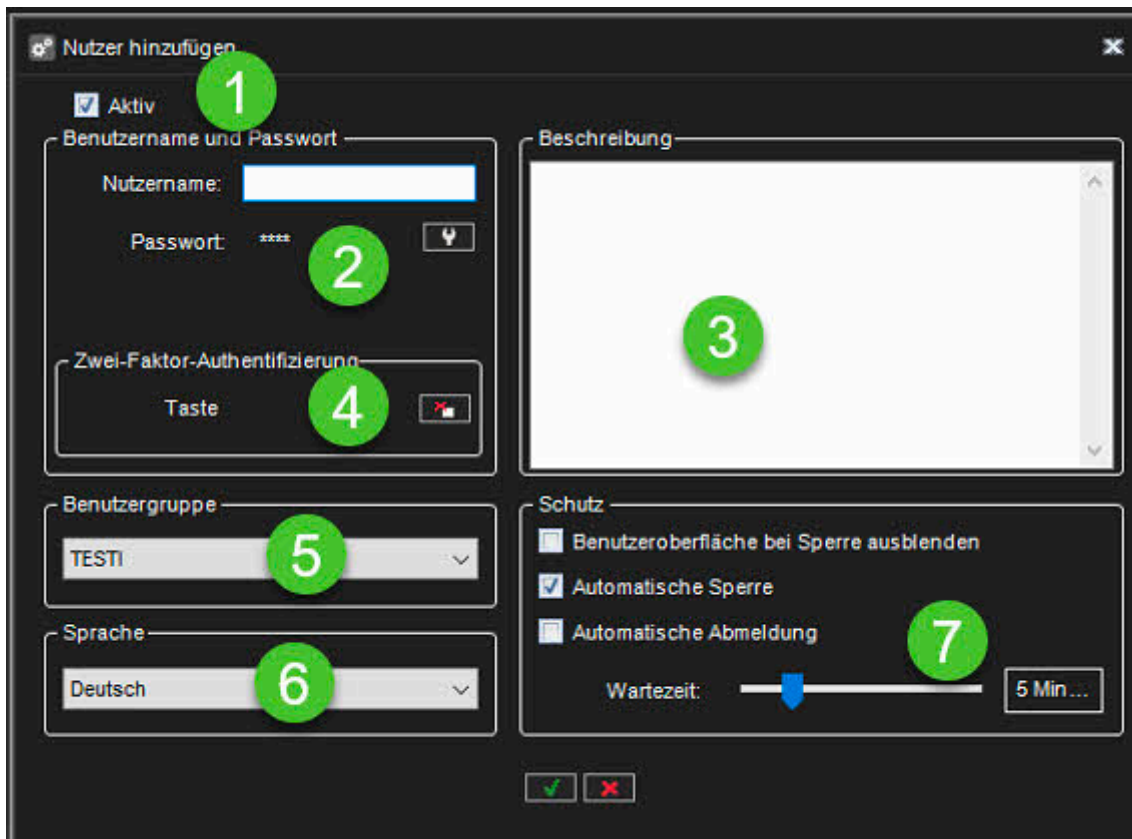 Nutzer hinzufügen
1
Aktiv
Benutzername und Passwort
Nutzername:
Passwort: ****
2
Zwei-Faktor-Authentifizierung
Taste
4
Beschreibung
3
Benutzergruppe
TESTI
5
Sprache
Deutsch
6
Schutz
Benutzeroberfläche bei Sperre ausblenden
Automatische Sperre
Automatische Abmeldung
7
Wartezeit:
5 Min ...